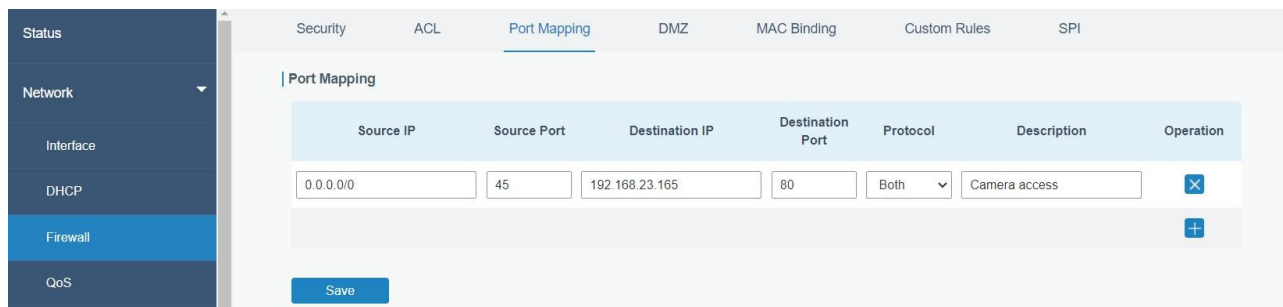 Status
Network
Interface
DHCP
Firewall
QoS
Security ACL Port Mapping DMZ MAC Binding Custom Rules SPI
Port Mapping
Source IP Source Port Destination IP Destination Port Protocol Description Operation
0.0.0.0/0 45 192.168.23.165 80 Both Camera access
Save